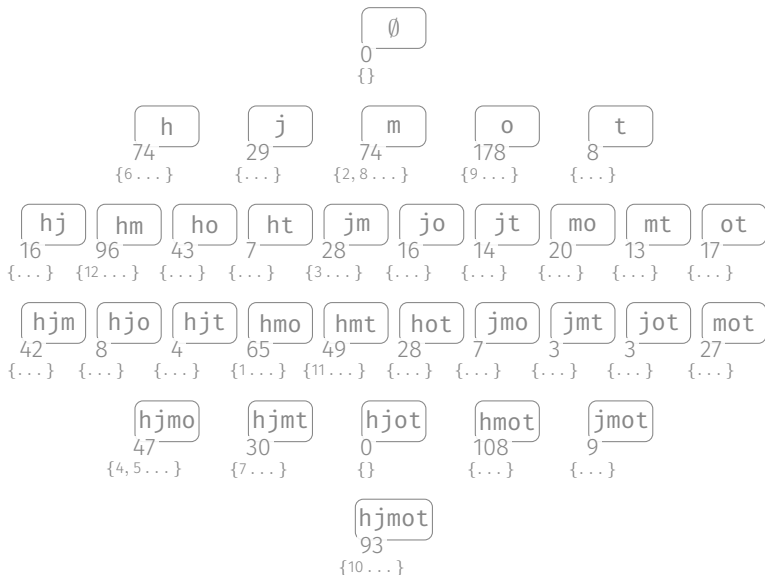 ∅
0
{}
h j m o t
74 29 74 178 8
{6...} {...} {2, 8...} {9...} {...}
hj hm ho ht jm jo jt mo mt ot
16 96 43 7 28 16 14 20 13 17
{...} {12...} {...} {...} {3...} {...} {...} {...} {...} {...}
hjm hjo hjt hmo hmt hot jmo jmt jot mot
42 8 4 65 49 28 7 3 3 27
{...} {...} {...} {1...} {11...} {...} {...} {...} {...} {...}
hjmo hjmt hjot hmot jmot
47 30 0 108 9
{4, 5...} {7...} {} {...} {...}
hjmot
93
{10...}